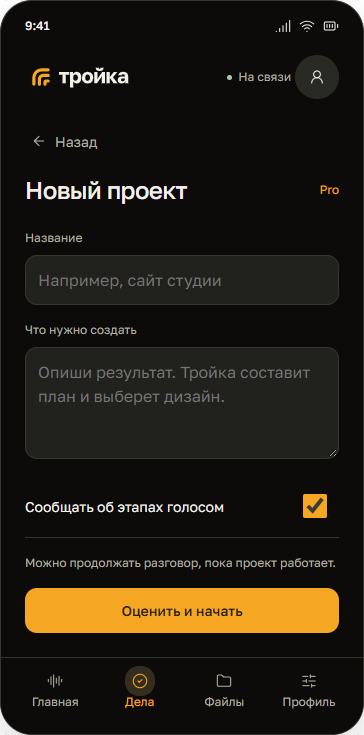 9:41
тройка
На связи
Назад
Новый проект
Pro
Название
Например, сайт студии
Что нужно создать
Опиши результат. Тройка составит
план и выберет дизайн.
Сообщать об этапах голосом
Можно продолжать разговор, пока проект работает.
Оценить и начать
Главная
Дела
Файлы
Профиль